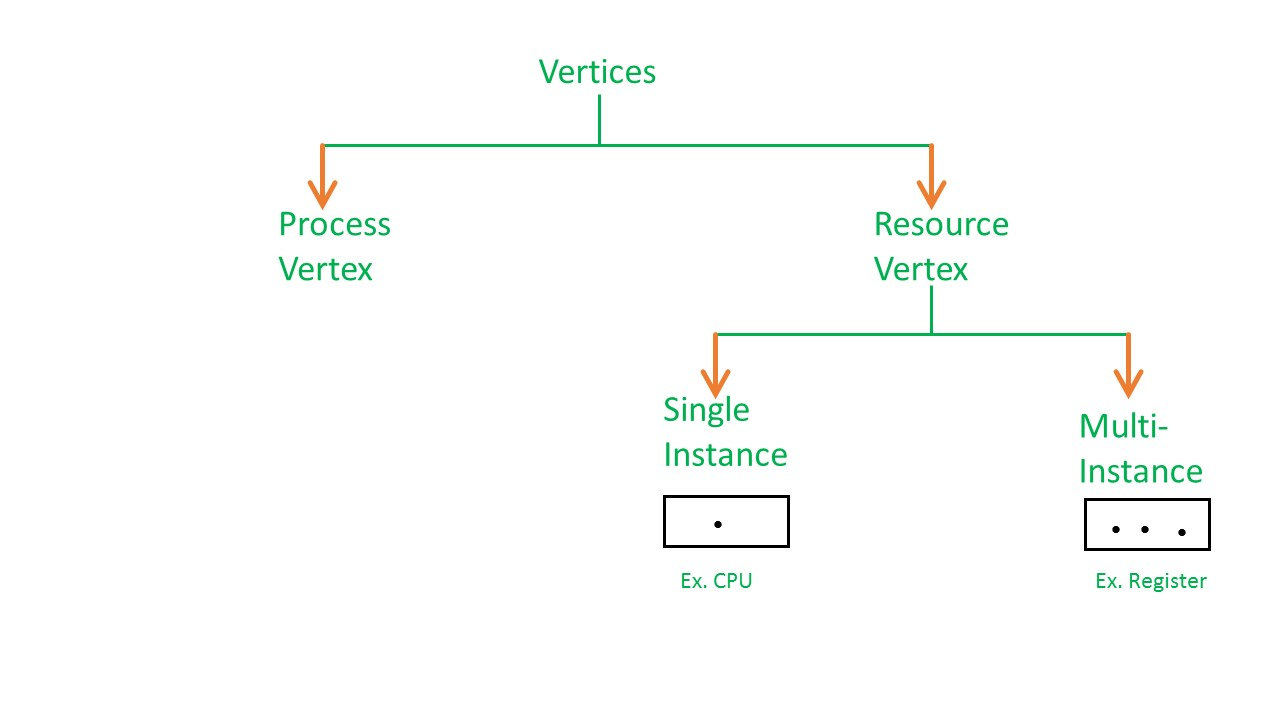 Vertices
Process
Vertex
Resource
Vertex
Single
Instance
Multi-
Instance
Ex. CPU
Ex. Register